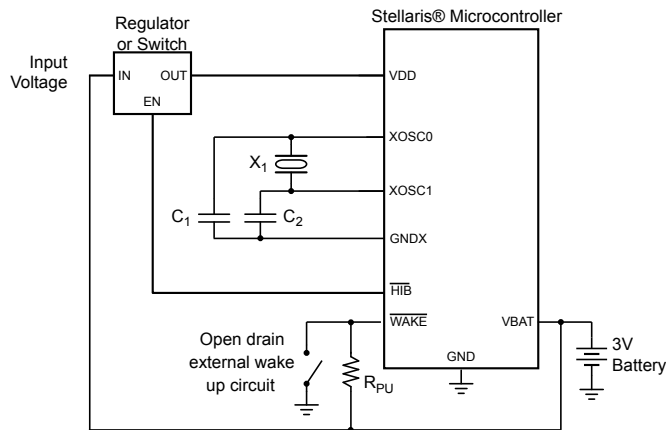 Stellaris® Microcontroller
Regulator
or Switch
Input
Voltage
IN OUT
EN
VDD
XOSC0
X1
XOSC1
C1 C2
GNDX
HIB
WAKE
VBAT
Open drain
external wake
up circuit
RPU
GND
3V
Battery